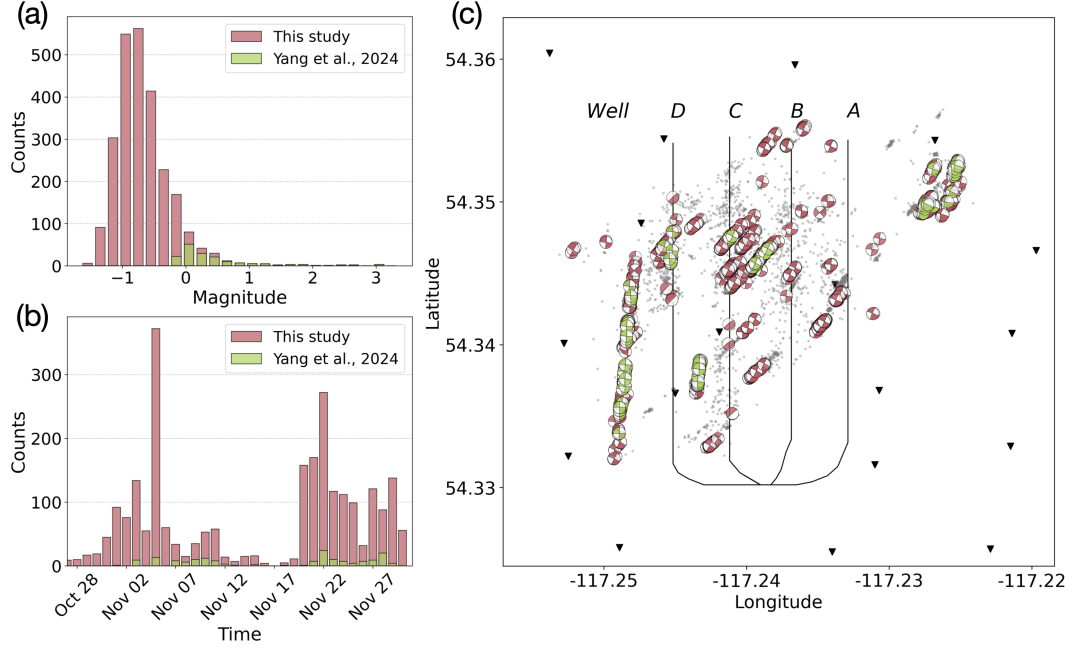 (a)
This study
Yang et al., 2024
Counts
500
400
300
200
100
0
−1
0
1
2
3
Magnitude
(b)
This study
Yang et al., 2024
Counts
300
200
100
0
Oct 28
Nov 02
Nov 07
Nov 12
Nov 17
Nov 22
Nov 27
Time
(c)
Well D C B A
Latitude
54.36
54.35
54.34
54.33
-117.25
-117.24
-117.23
-117.22
Longitude